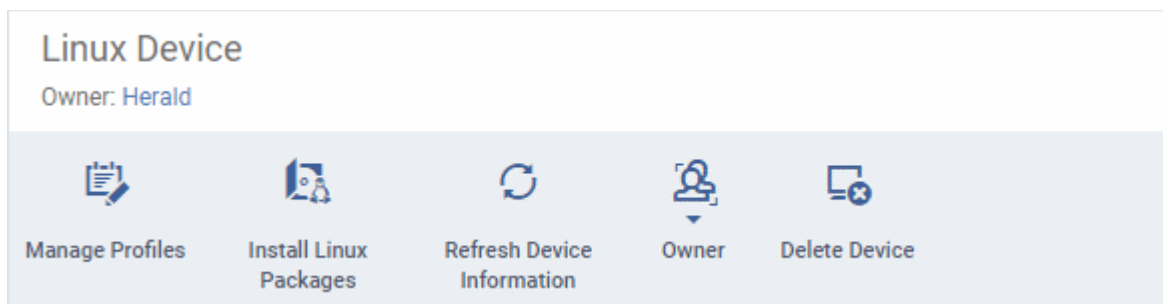 Linux Device
Owner: Herald
Manage Profiles
Install Linux
Packages
Refresh Device
Information
Owner
Delete Device